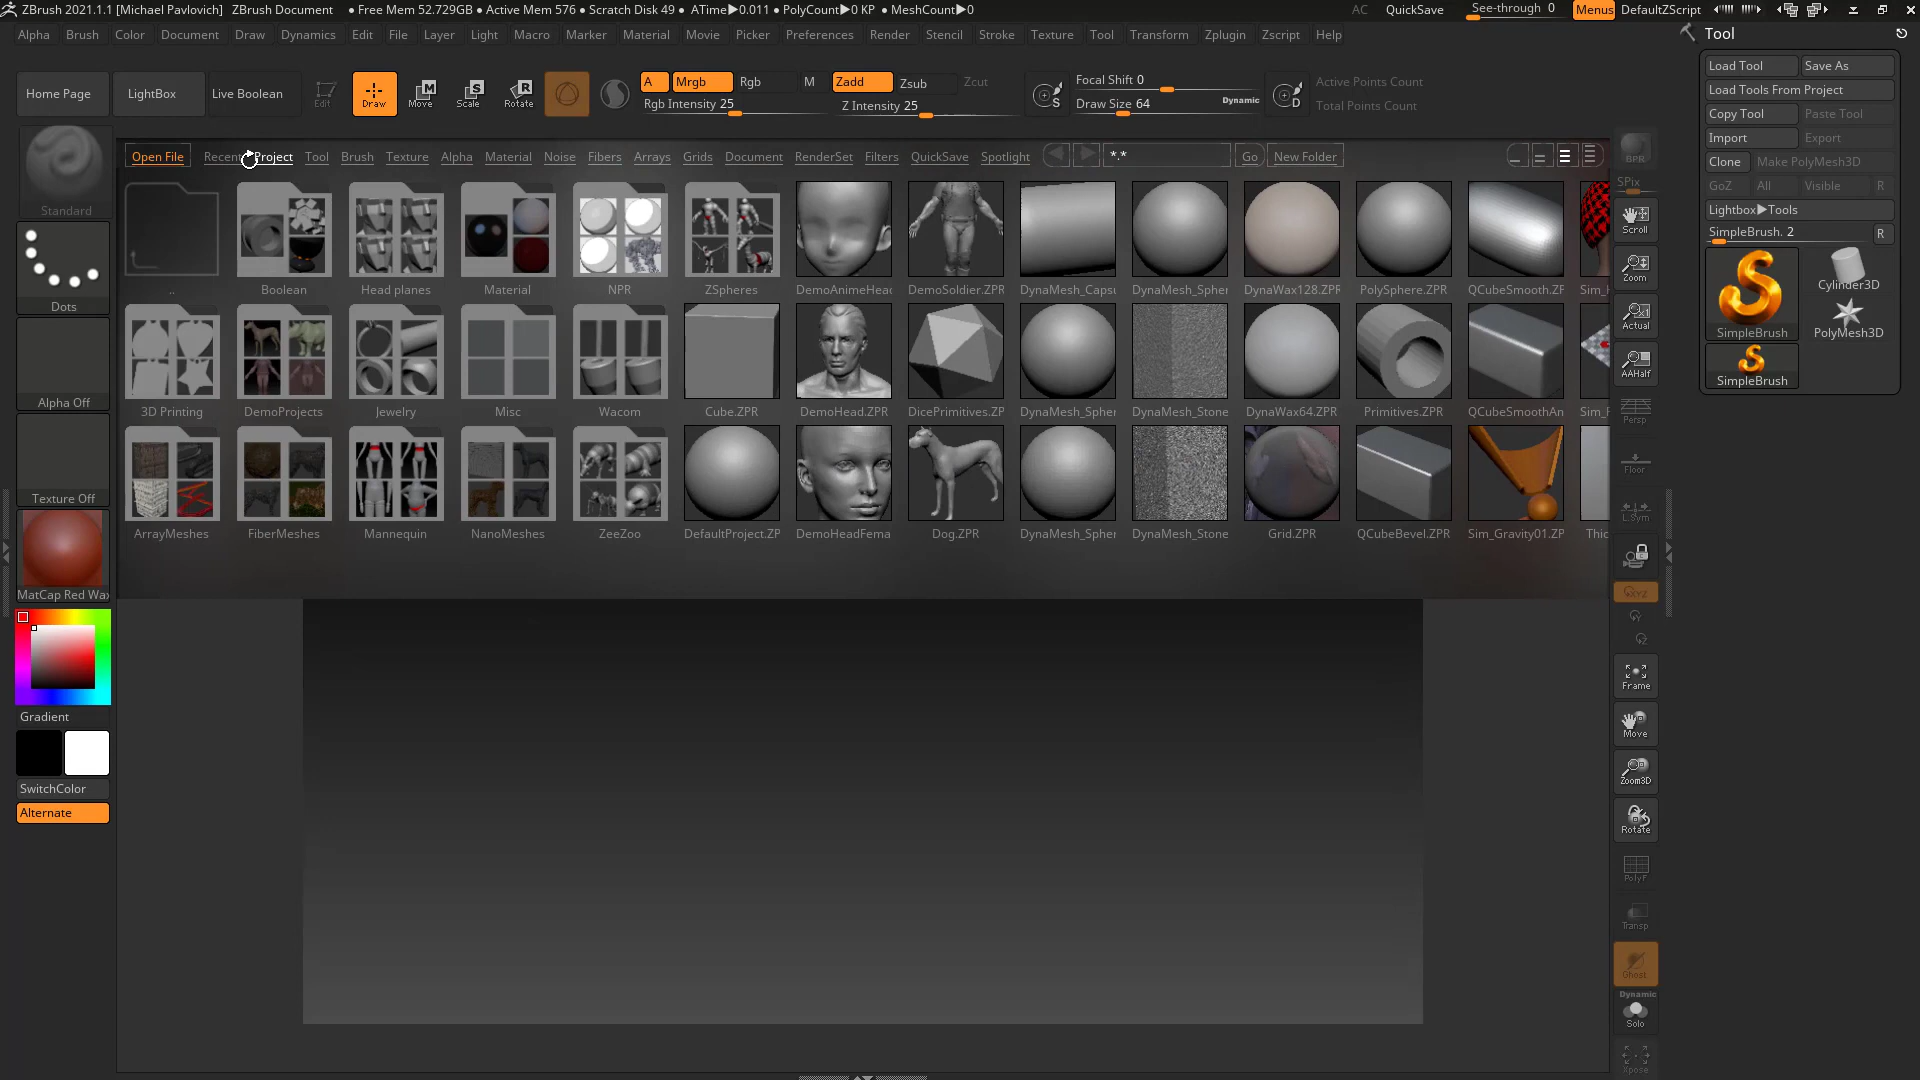 ZBrush 2021.1.1 [Michael Pavlovich] ZBrush Document • Free Mem 52.729GB • Active Mem 576 • Scratch Disk 49 • ATime▶0.011 • PolyCount▶0 KP • MeshCount▶0 AC QuickSave See-through 0 Menus DefaultZScript
Alpha Brush Color Document Draw Dynamics Edit File Layer Light Macro Marker Material Movie Picker Preferences Render Stencil Stroke Texture Tool Transform Zplugin Zscript Help
Home Page LightBox Live Boolean Edit Draw Move Scale Rotate
A Mrgb Rgb M Zadd Zsub Zcut
Rgb Intensity 25 Z Intensity 25
S Focal Shift 0
Draw Size 64 Dynamic
D Active Points Count
Total Points Count
Open File Recent Project Tool Brush Texture Alpha Material Noise Fibers Arrays Grids Document RenderSet Filters QuickSave Spotlight *.* Go New Folder
.. Boolean Head planes Material NPR ZSpheres DemoAnimeHeac DemoSoldier.ZPR DynaMesh_Capsu DynaMesh_Spher DynaWax128.ZPR PolySphere.ZPR QCubeSmooth.ZF
3D Printing DemoProjects Jewelry Misc Wacom Cube.ZPR DemoHead.ZPR DicePrimitives.ZP DynaMesh_Spher DynaMesh_Stone DynaWax64.ZPR Primitives.ZPR QCubeSmoothAn
ArrayMeshes FiberMeshes Mannequin NanoMeshes ZeeZoo DefaultProject.ZP DemoHeadFema Dog.ZPR DynaMesh_Spher DynaMesh_Stone Grid.ZPR QCubeBevel.ZPR Sim_Gravity01.ZP Thic
Standard
Dots
Alpha Off
Texture Off
MatCap Red Wax
Gradient
SwitchColor
Alternate
BPR
SPix
Scroll
Zoom
Actual
AAHalf
Persp
Floor
L.Sym
XYZ
Y
Z
Frame
Move
Zoom3D
Rotate
PolyF
Transp
Ghost
Dynamic
Solo
Xpose
Tool
Load Tool Save As
Load Tools From Project
Copy Tool Paste Tool
Import Export
Clone Make PolyMesh3D
GoZ All Visible R
Lightbox▶Tools
SimpleBrush. 2 R
SimpleBrush Cylinder3D
PolyMesh3D
SimpleBrush